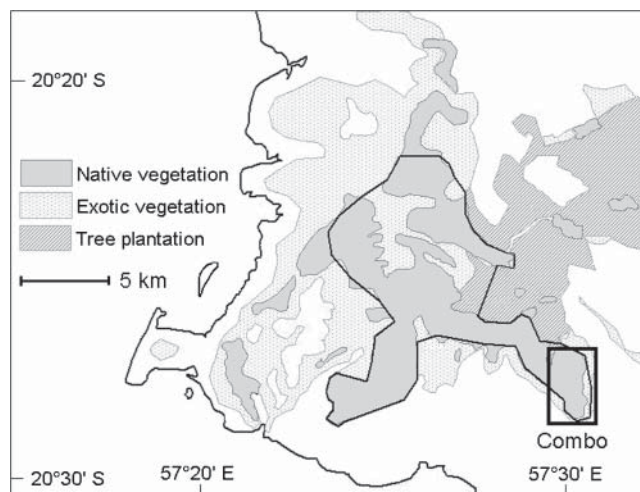 20°20' S
Native vegetation
Exotic vegetation
Tree plantation
5 km
Combo
20°30' S
57°20' E
57°30' E